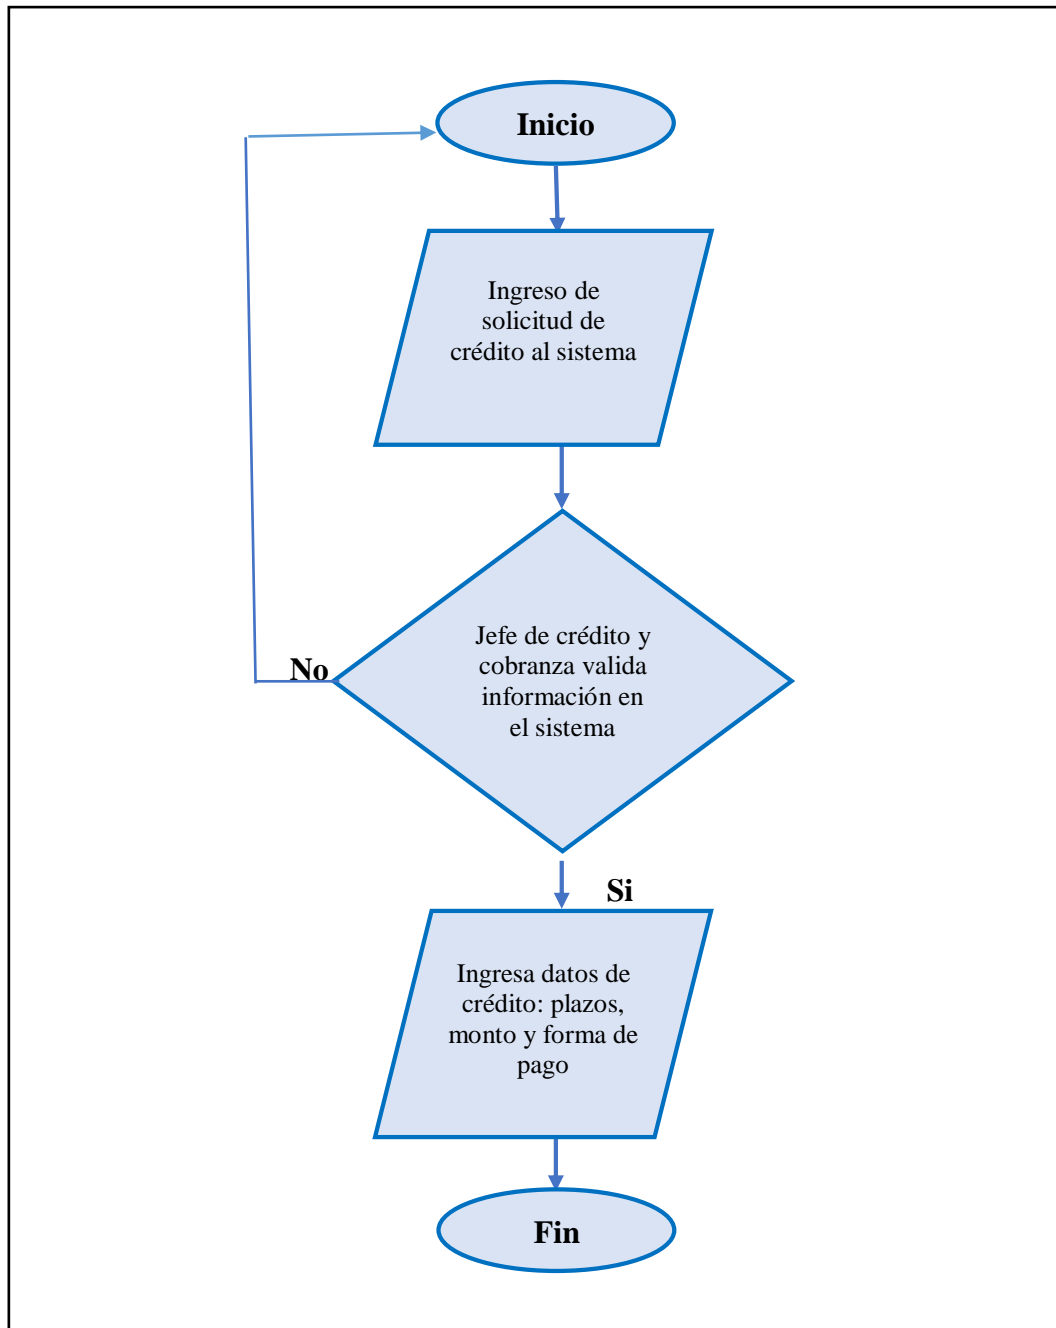 Inicio
Ingreso de
solicitud de
crédito al sistema
Jefe de crédito y
cobranza valida
información en
el sistema
No
Si
Ingresa datos de
crédito: plazos,
monto y forma de
pago
Fin